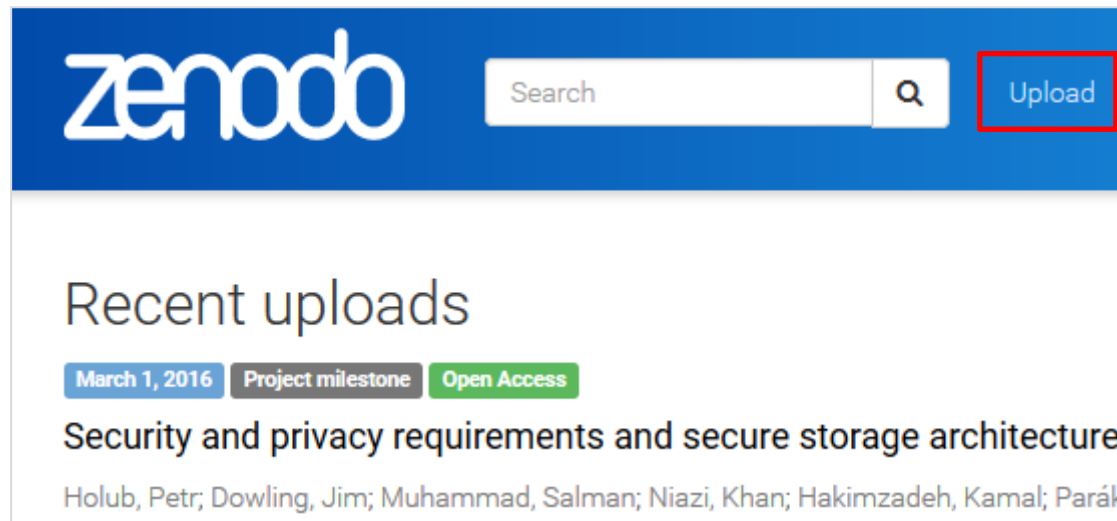 zenodo
Search
Upload
Recent uploads
March 1, 2016 Project milestone Open Access
Security and privacy requirements and secure storage architecture
Holub, Petr; Dowling, Jim; Muhammad, Salman; Niazi, Khan; Hakimzadeh, Kamal;